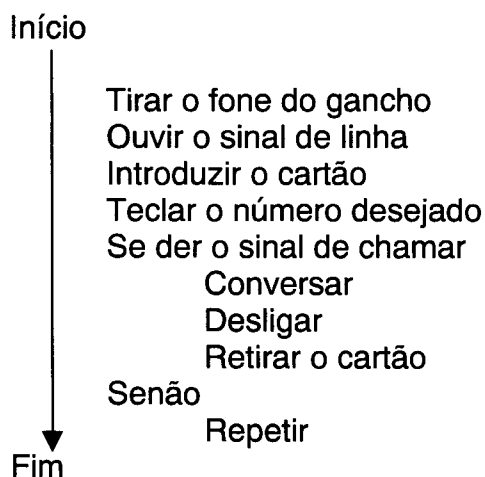 Início
Tirar o fone do gancho
Ouvir o sinal de linha
Introduzir o cartão
Teclar o número desejado
Se der o sinal de chamar
Conversar
Desligar
Retirar o cartão
Senão
Repetir
Fim